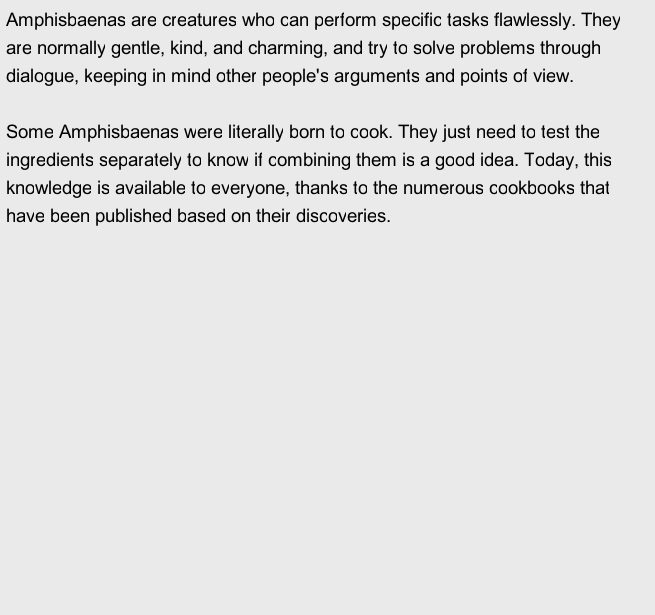 Amphisbaenas are creatures who can perform specific tasks flawlessly. They
are normally gentle, kind, and charming, and try to solve problems through
dialogue, keeping in mind other people's arguments and points of view.
Some Amphisbaenas were literally born to cook. They just need to test the
ingredients separately to know if combining them is a good idea. Today, this
knowledge is available to everyone, thanks to the numerous cookbooks that
have been published based on their discoveries.